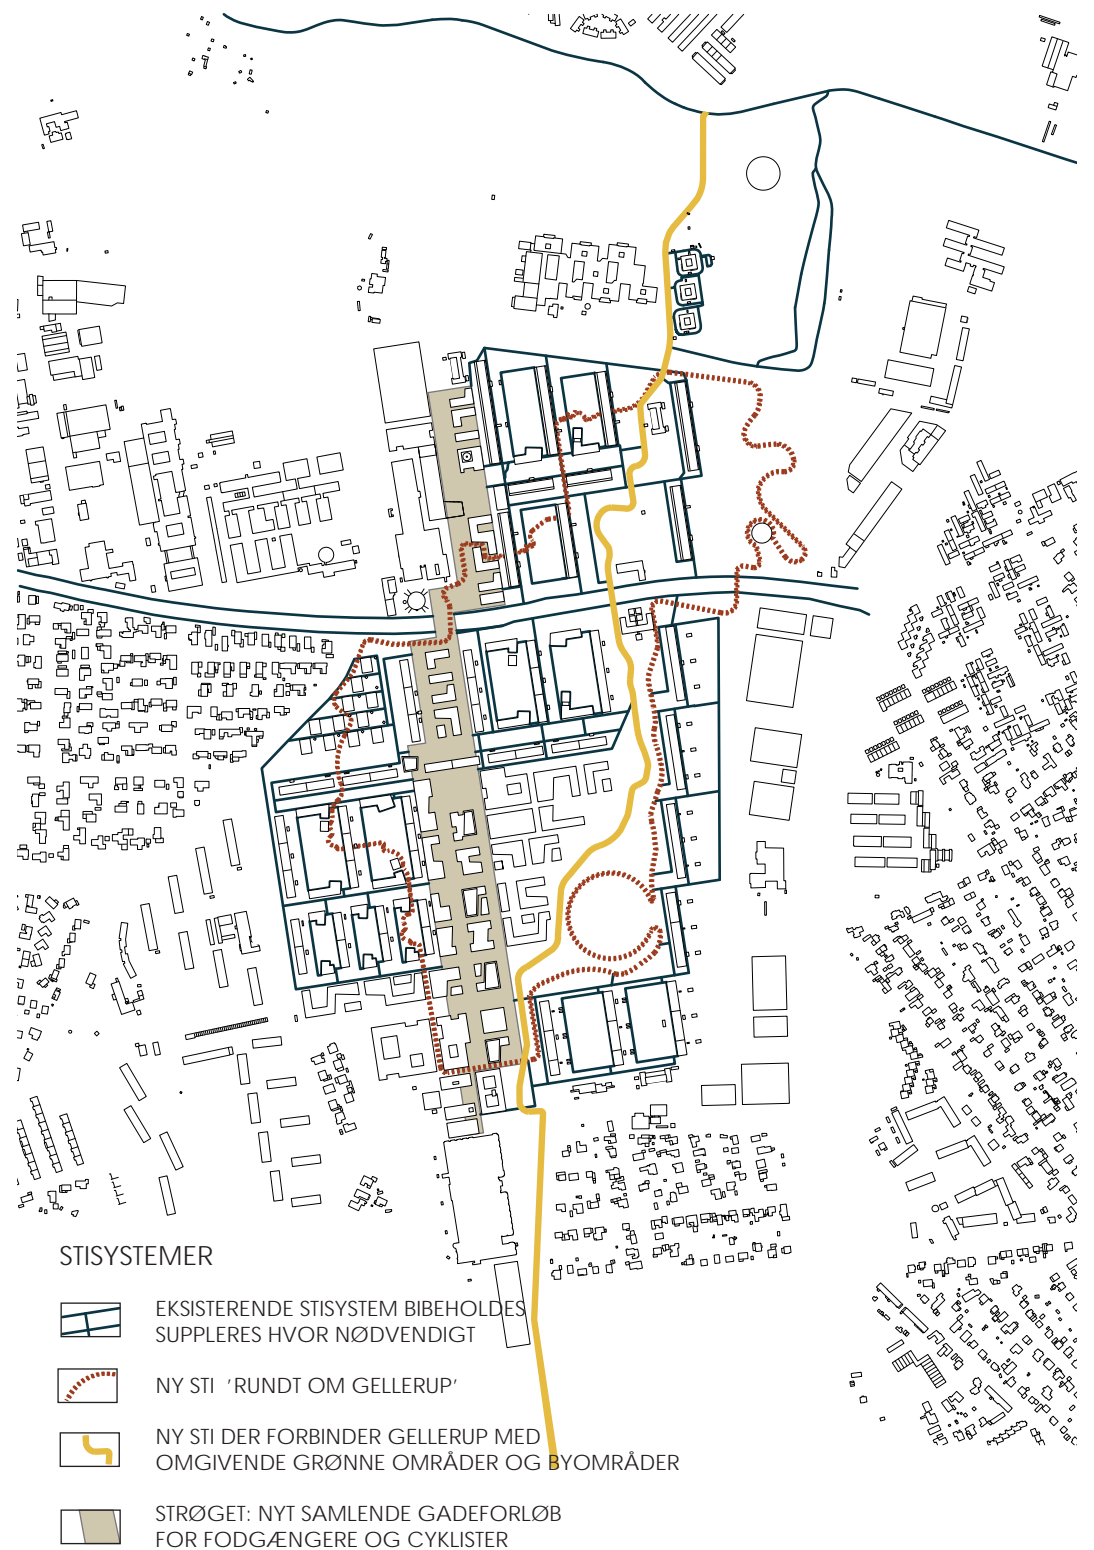 STISYSTEMER
EKSISTERENDE STISYSTEM BIBEHOLDES
SUPPLERES HVOR NØDVENDIGT
NY STI 'RUNDT OM GELLERUP'
NY STI DER FORBINDER GELLERUP MED
OMGIVENDE GRØNNE OMRÅDER OG BYOMRÅDER
STRØGET: NYT SAMLENDE GADEFORLØB
FOR FODGÆNGERE OG CYKLISTER